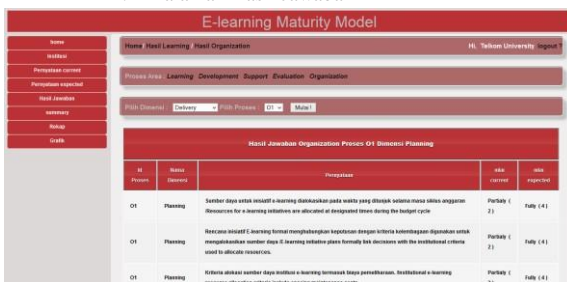 E-learning Maturity Model
home
Institusi
Pernyataan current
Pernyataan expected
Hasil Jawaban
summary
Rekap
Grafik
Home/Hasil Learning/Hasil Organization
Hi, Telkom University logout ?
Proses Area : Learning Development Support Evaluation Organization
Pilih Dimensi : Delivery Pilih Proses : O1 Mulai !
Hasil Jawaban Organization Proses O1 Dimensi Planning
Id Proses
Nama Dimensi
Pernyataan
nilai current
nilai expected
O1
Planning
Sumber daya untuk inisiatif e-learning dialokasikan pada waktu yang ditunjuk selama masa siklus anggaran
/Resources for e-learning initiatives are allocated at designated times during the budget cycle
Partialy ( 2 )
Fully ( 4 )
O1
Planning
Rencana inisiatif E-learning formal menghubungkan keputusan dengan kriteria kelembagaan digunakan untuk
mengalokasikan sumber daya /E-learning initiative plans formally link decisions with the institutional criteria
used to allocate resources.
Partialy ( 2 )
Fully ( 4 )
O1
Planning
Kriteria alokasi sumber daya institusi e-learning termasuk biaya pemeliharaan. /Institutional e-learning
Partialy (
Fully ( 4 )